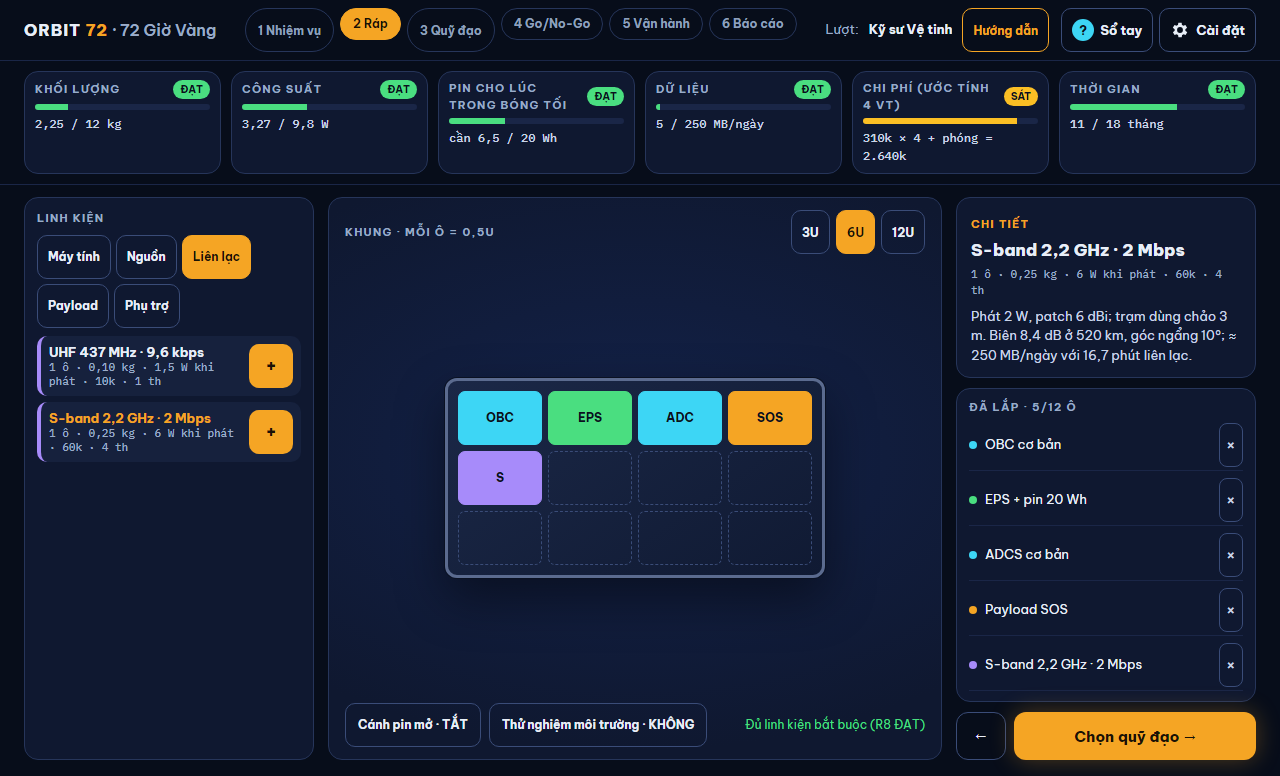 ORBIT 72 · 72 Giờ Vàng
1 Nhiệm vụ
2 Ráp
3 Quỹ đạo
4 Go/No-Go
5 Vận hành
6 Báo cáo
Lượt: Kỹ sư Vệ tinh
Hướng dẫn
? Sổ tay
Cài đặt
KHỐI LƯỢNG
ĐẠT
2,25 / 12 kg
CÔNG SUẤT
ĐẠT
3,27 / 9,8 W
PIN CHO LÚC
TRONG BÓNG TỐI
ĐẠT
cần 6,5 / 20 Wh
DỮ LIỆU
ĐẠT
5 / 250 MB/ngày
CHI PHÍ (ƯỚC TÍNH
4 VT)
SÁT
310k × 4 + phóng =
2.640k
THỜI GIAN
ĐẠT
11 / 18 tháng
LINH KIỆN
Máy tính
Nguồn
Liên lạc
Payload
Phụ trợ
UHF 437 MHz · 9,6 kbps
1 ô · 0,10 kg · 1,5 W khi
phát · 10k · 1 th
+
S-band 2,2 GHz · 2 Mbps
1 ô · 0,25 kg · 6 W khi phát
· 60k · 4 th
+
KHUNG · MỖI Ô = 0,5U
3U
6U
12U
OBC
EPS
ADC
SOS
S
Cánh pin mở · TẮT
Thử nghiệm môi trường · KHÔNG
Đủ linh kiện bắt buộc (R8 ĐẠT)
CHI TIẾT
S-band 2,2 GHz · 2 Mbps
1 ô · 0,25 kg · 6 W khi phát · 60k · 4
th
Phát 2 W, patch 6 dBi; trạm dùng chảo 3
m. Biên 8,4 dB ở 520 km, góc ngẩng 10°; ≈
250 MB/ngày với 16,7 phút liên lạc.
ĐÃ LẮP · 5/12 Ô
OBC cơ bản
×
EPS + pin 20 Wh
×
ADCS cơ bản
×
Payload SOS
×
S-band 2,2 GHz · 2 Mbps
×
←
Chọn quỹ đạo →